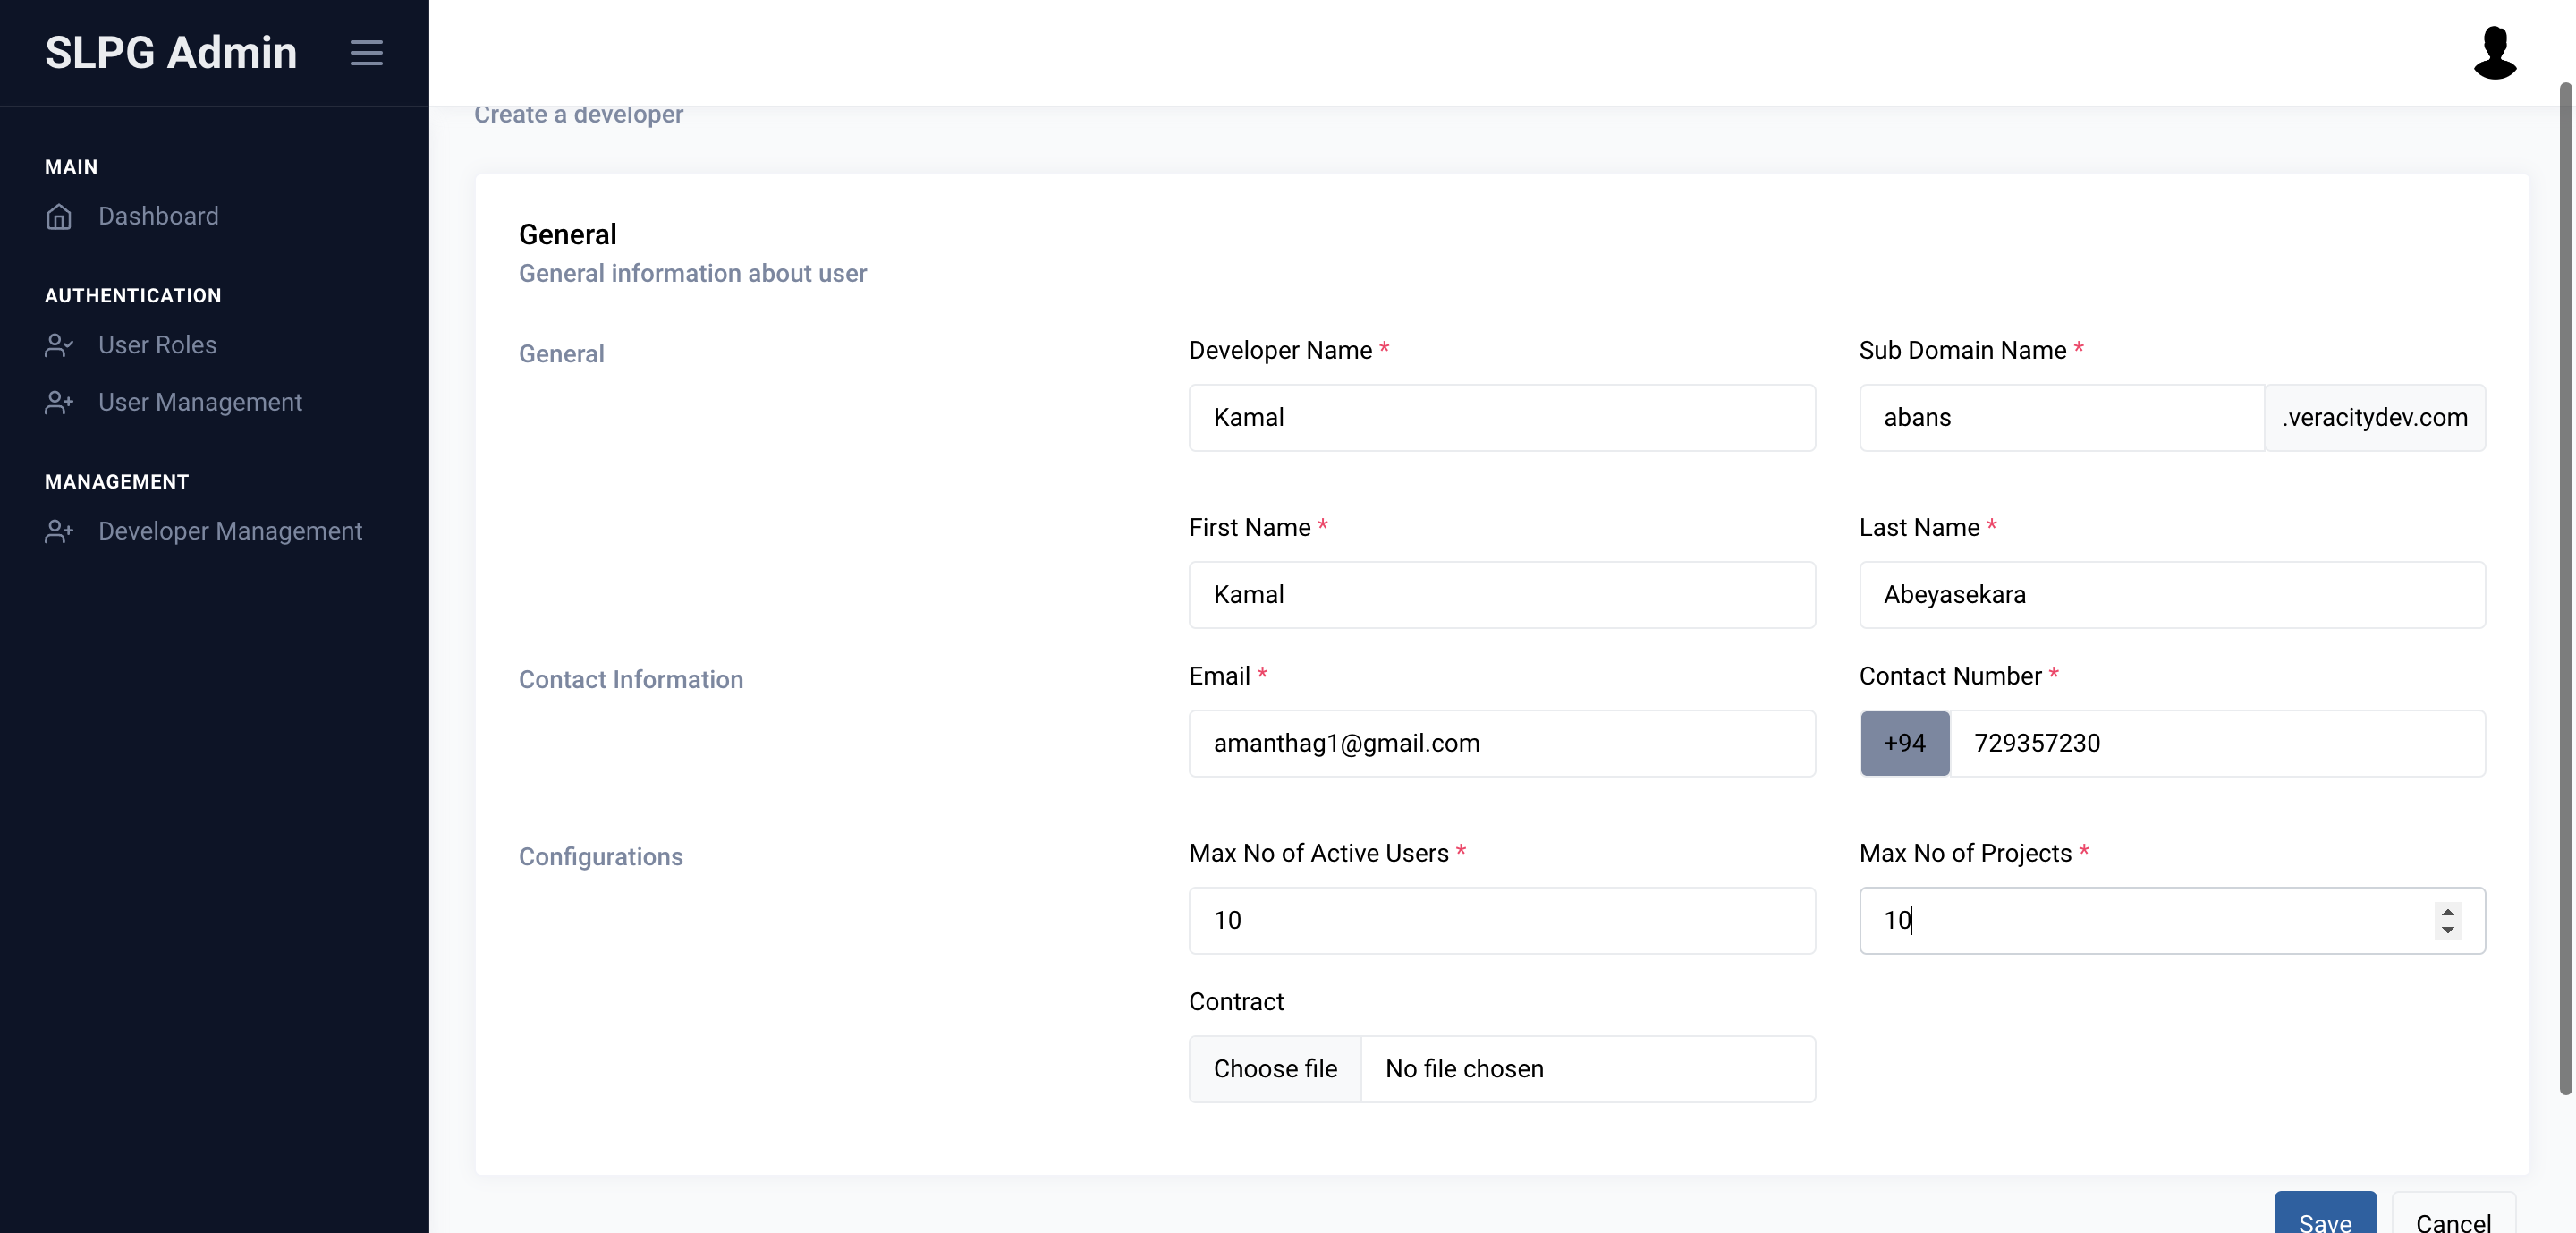 SLPG Admin
MAIN
Dashboard
AUTHENTICATION
User Roles
User Management
MANAGEMENT
Developer Management
Create a developer
General
General information about user
General
Developer Name *
Sub Domain Name *
Kamal
abans
.veracitydev.com
First Name *
Last Name *
Kamal
Abeyasekara
Contact Information
Email *
Contact Number *
amanthag1@gmail.com
+94
729357230
Configurations
Max No of Active Users *
Max No of Projects *
10
10
Contract
Choose file
No file chosen
Save
Cancel